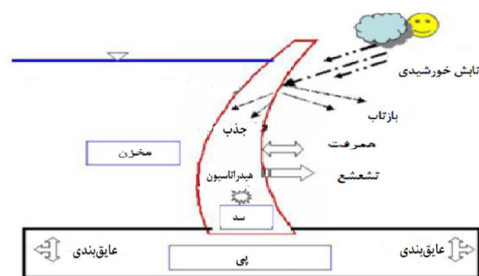 تابش خورشیدی
بازتاب
جذب
همرفت
مخزن
هیدراتاسیون
تشعشع
سد
عایق‌بندی
عایق‌بندی
پی